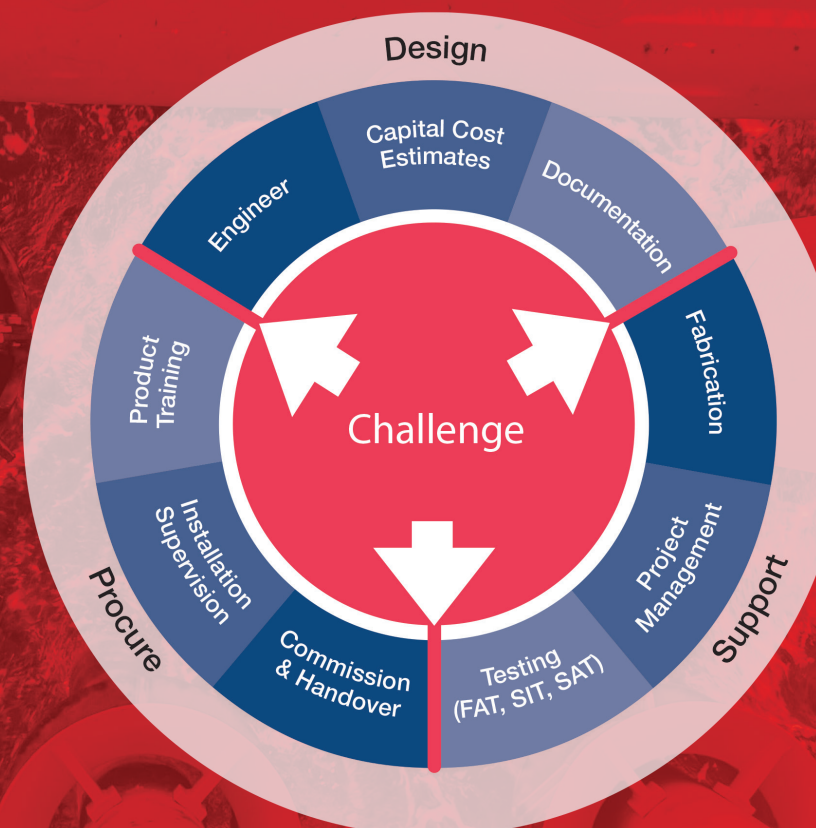 Design
Capital Cost
Estimates
Documentation
Engineer
Fabrication
Product
Training
Challenge
Project
Management
Installation
Supervision
Support
Procure
Commission
& Handover
Testing
(FAT, SIT, SAT)